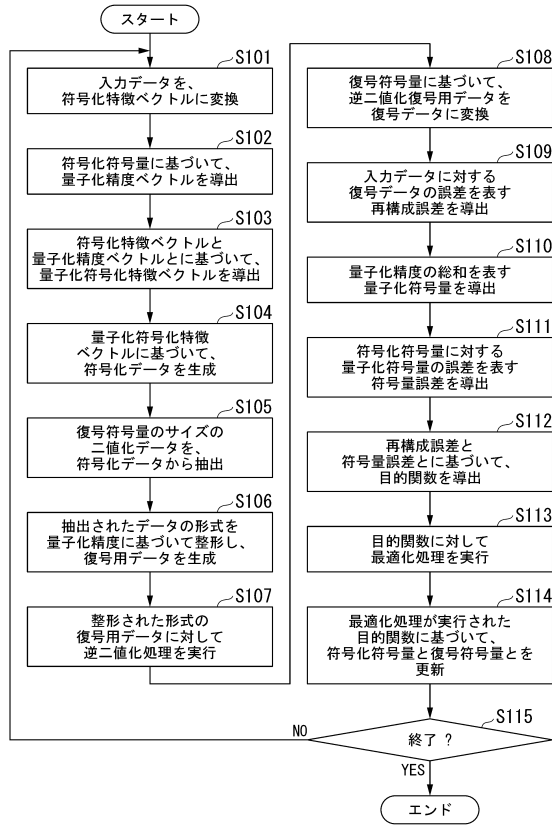 スタート
S101
入力データを、
符号化特徴ベクトルに変換
S102
符号化符号量に基づいて、
量子化精度ベクトルを導出
S103
符号化特徴ベクトルと
量子化精度ベクトルとに基づいて、
量子化符号化特徴ベクトルを導出
S104
量子化符号化特徴
ベクトルに基づいて、
符号化データを生成
S105
復号符号量のサイズの
二値化データを、
符号化データから抽出
S106
抽出されたデータの形式を
量子化精度に基づいて整形し、
復号用データを生成
S107
整形された形式の
復号用データに対して
逆二値化処理を実行
S108
復号符号量に基づいて、
逆二値化復号用データを
復号データに変換
S109
入力データに対する
復号データの誤差を表す
再構成誤差を導出
S110
量子化精度の総和を表す
量子化符号量を導出
S111
符号化符号量に対する
量子化符号量の誤差を表す
符号量誤差を導出
S112
再構成誤差と
符号量誤差とに基づいて、
目的関数を導出
S113
目的関数に対して
最適化処理を実行
S114
最適化処理が実行された
目的関数に基づいて、
符号化符号量と復号符号量とを
更新
S115
終了 ?
NO
YES
エンド